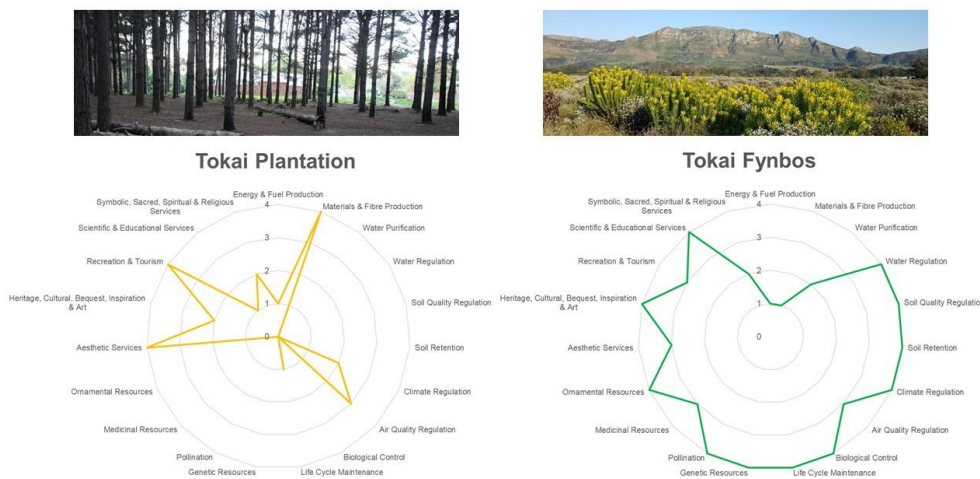 Tokai Plantation
Energy & Fuel Production
Symbolic, Sacred, Spiritual & Religious
Services
Materials & Fibre Production
Scientific & Educational Services
Water Purification
Recreation & Tourism
Water Regulation
Heritage, Cultural, Bequest, Inspiration
& Art
Soil Quality Regulation
Aesthetic Services
Soil Retention
Ornamental Resources
Climate Regulation
Medicinal Resources
Air Quality Regulation
Pollination
Biological Control
Genetic Resources
Life Cycle Maintenance
4
3
2
1
0
Tokai Fynbos
Energy & Fuel Production
Symbolic, Sacred, Spiritual & Religious
Services
Materials & Fibre Production
Scientific & Educational Services
Water Purification
Recreation & Tourism
Water Regulation
Heritage, Cultural, Bequest, Inspiration
& Art
Soil Quality Regulatio
Aesthetic Services
Soil Retention
Ornamental Resources
Climate Regulation
Medicinal Resources
Air Quality Regulation
Pollination
Biological Control
Genetic Resources
Life Cycle Maintenance
4
3
2
1
0